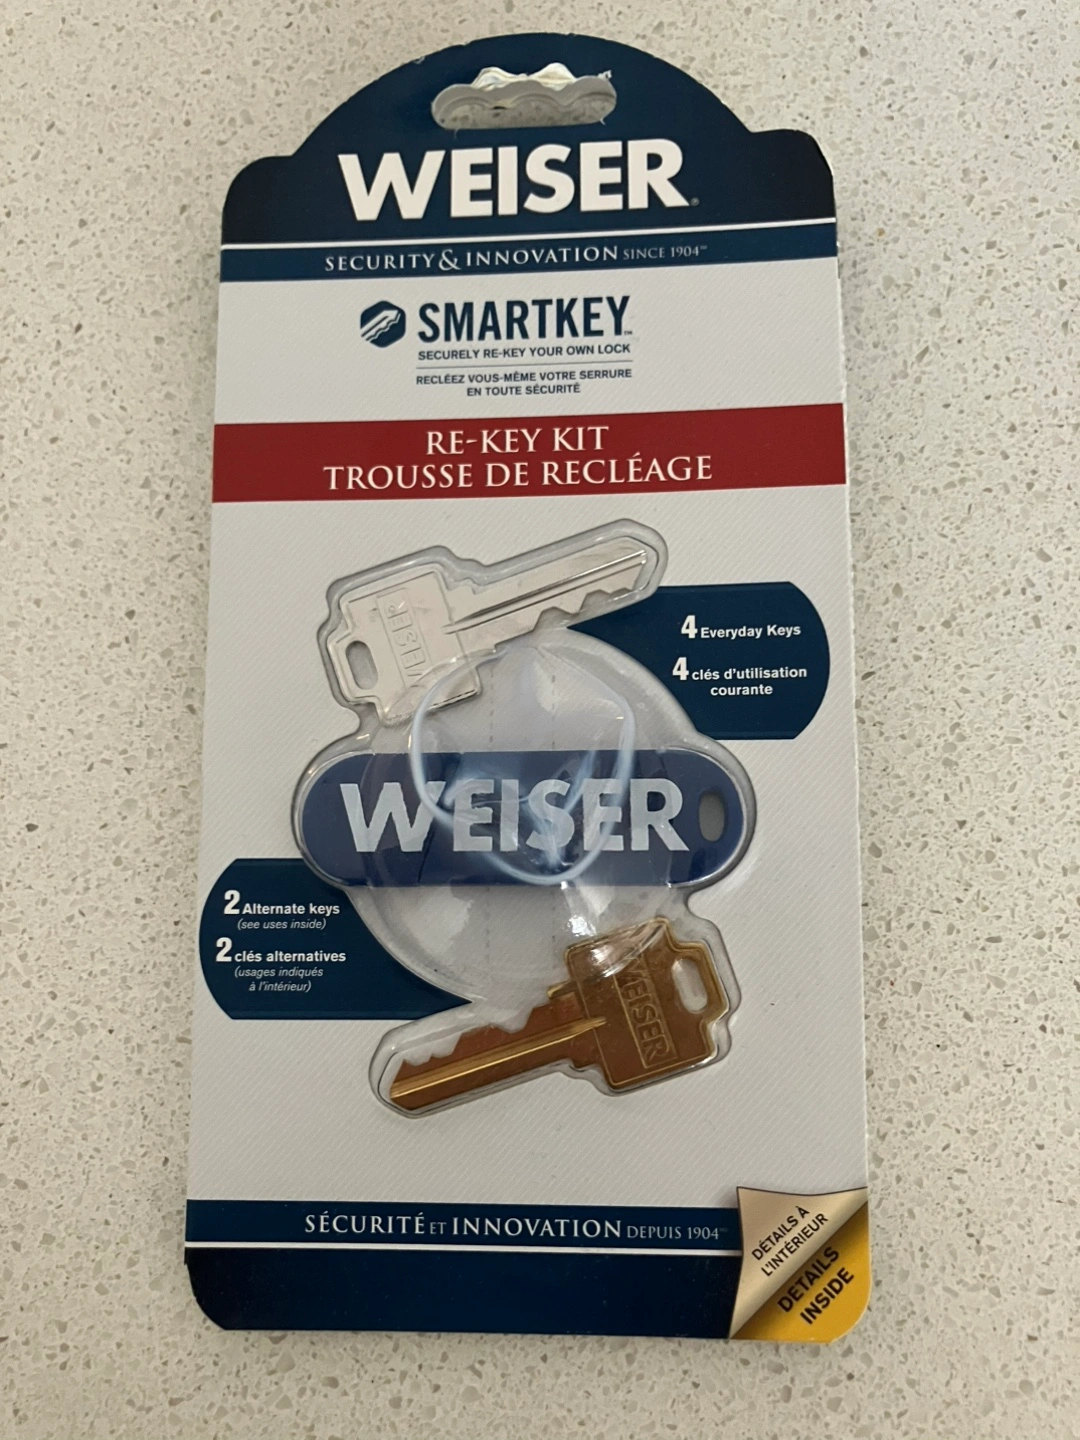 WEISER®
SECURITY & INNOVATION SINCE 1904™
SMARTKEY™
SECURELY RE-KEY YOUR OWN LOCK
RECLÉEZ VOUS-MÊME VOTRE SERRURE
EN TOUTE SÉCURITÉ
RE-KEY KIT
TROUSSE DE RECLÉAGE
WEISER
4 Everyday Keys
4 clés d'utilisation
courante
WEISER
2 Alternate keys
(see uses inside)
2 clés alternatives
(usages indiqués
à l'intérieur)
WEISER
SÉCURITÉ ET INNOVATION DEPUIS 1904™
DÉTAILS À
L'INTÉRIEUR
DETAILS
INSIDE